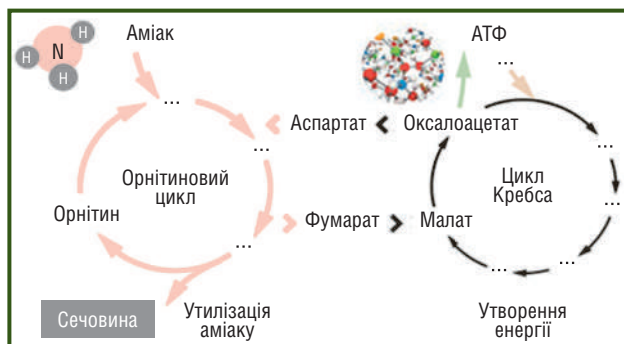 H
N
H
H
Аміак
АТФ
...
...
Аспартат
Оксалоацетат
...
...
Орнітиновий
цикл
Цикл
Кребса
...
Орнітин
Фумарат
Малат
...
...
...
Сечовина
Утилізація
аміаку
Утворення
енергії